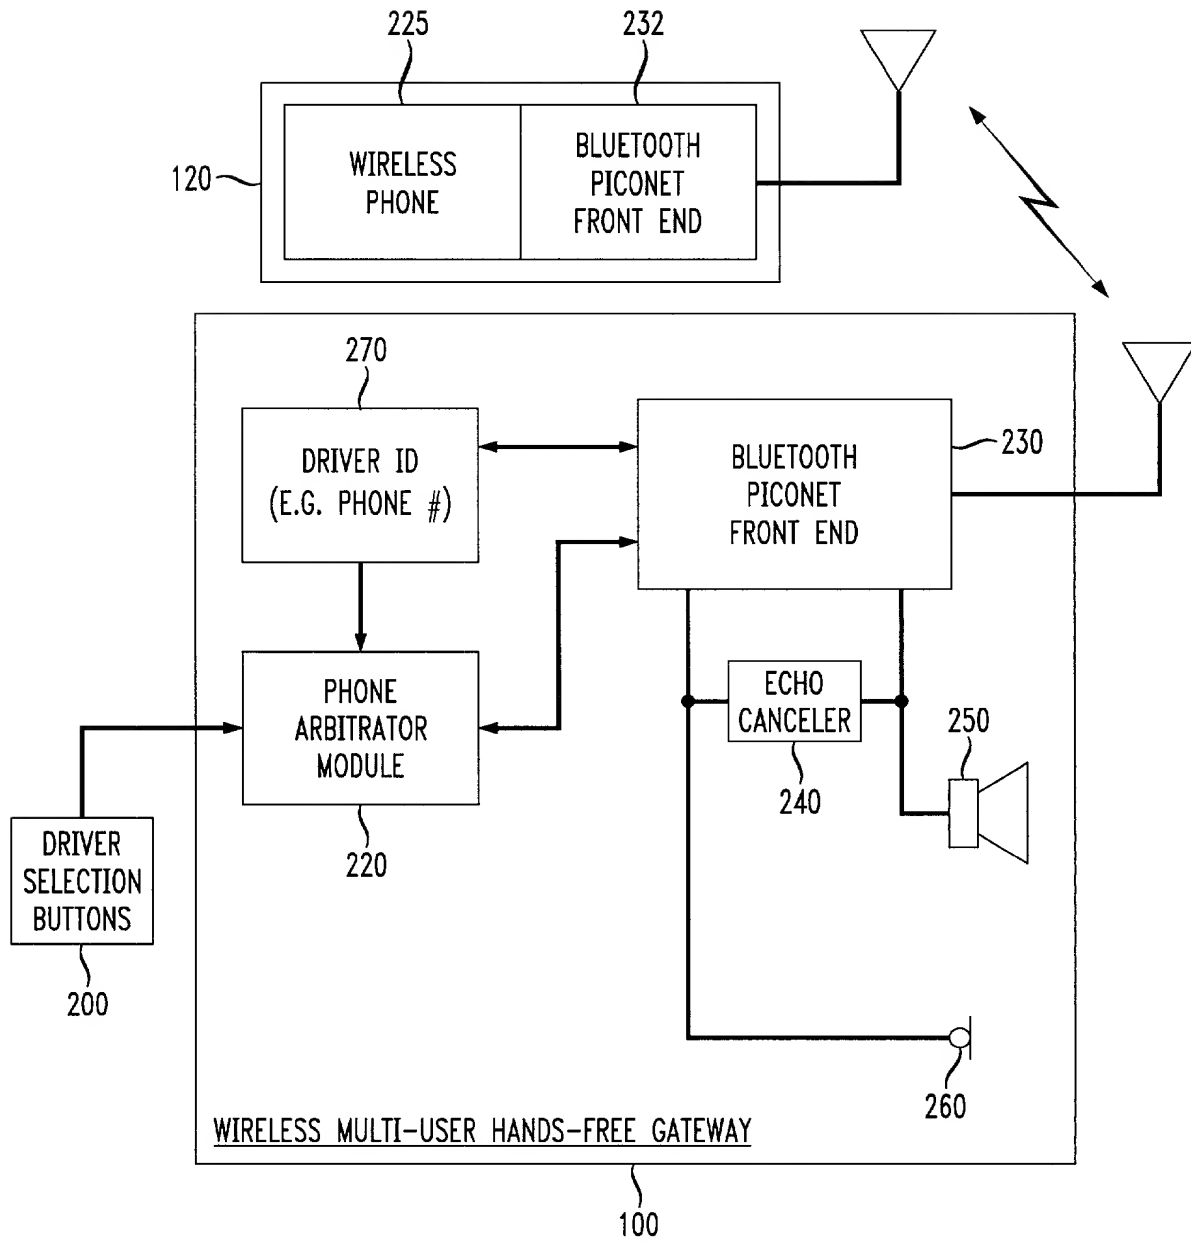 225
232
WIRELESS
PHONE
BLUETOOTH
PICONET
FRONT END
120
270
DRIVER ID
(E.G. PHONE #)
BLUETOOTH
PICONET
FRONT END
230
PHONE
ARBITRATOR
MODULE
220
ECHO
CANCELER
240
250
DRIVER
SELECTION
BUTTONS
200
260
WIRELESS MULTI-USER HANDS-FREE GATEWAY
100